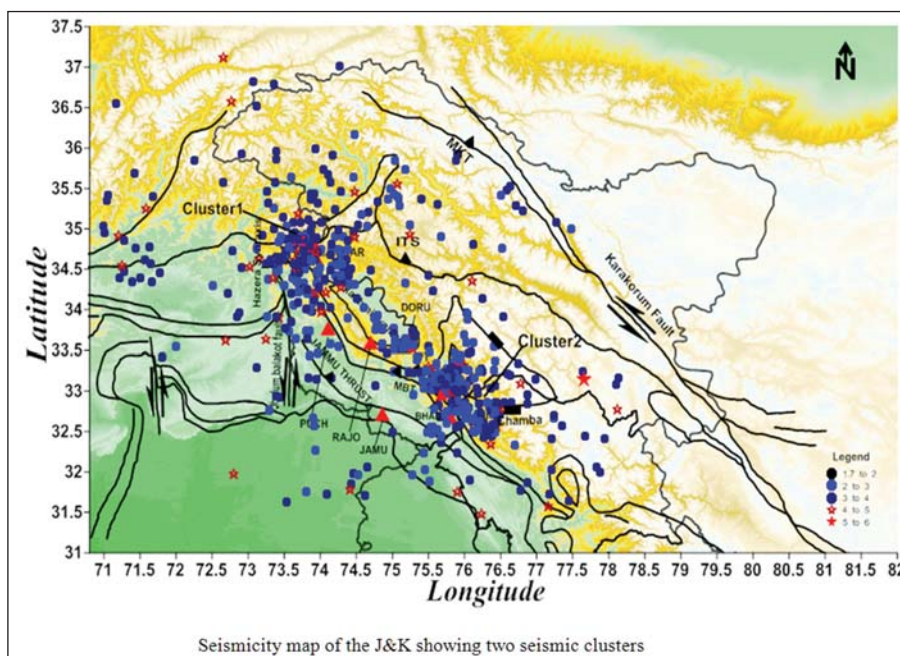 37.5
37
36.5
36
35.5
35
34.5
34
33.5
33
32.5
32
31.5
31
Latitude
N
MKT
Cluster1
ITS
Karakorum Fault
DORU
Cluster2
JAMMU THRUST
MBT
Chamba
RAJO
JAMU
Legend
1.7 to 2
2 to 3
3 to 4
4 to 5
5 to 6
71 71.5 72 72.5 73 73.5 74 74.5 75 75.5 76 76.5 77 77.5 78 78.5 79 79.5 80 80.5 81 81.5 82
Longitude
Seismicity map of the J&K showing two seismic clusters